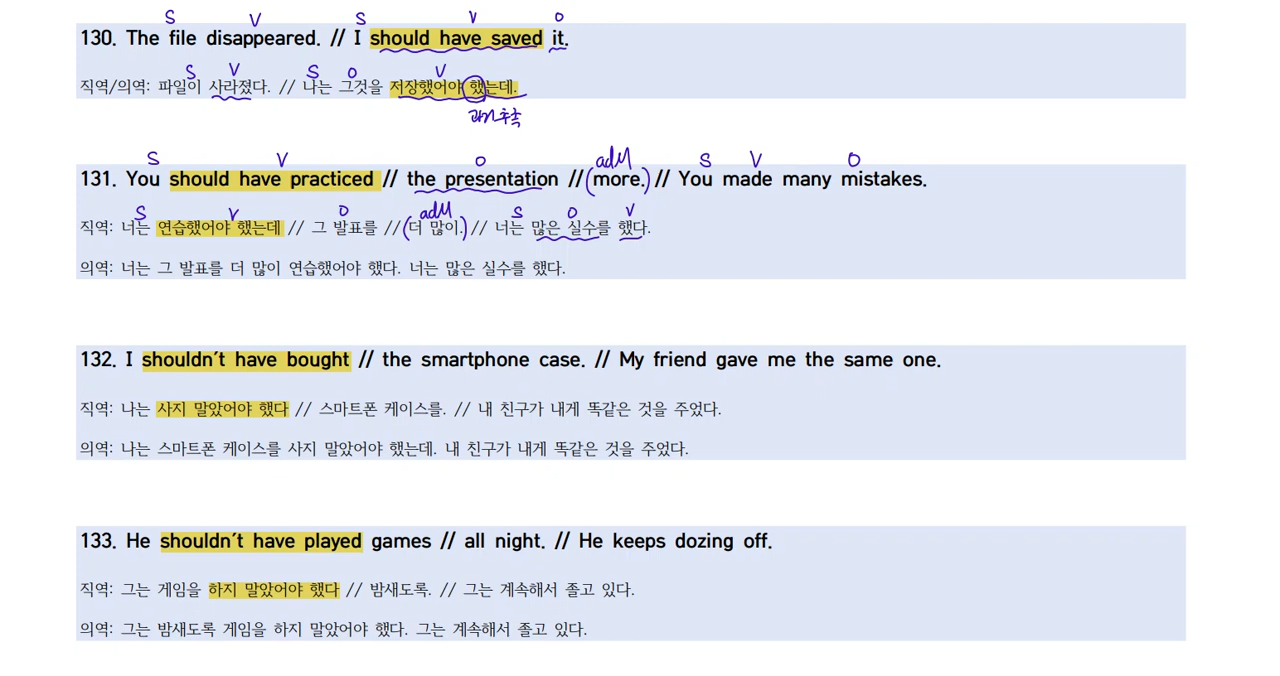 S V S V O
130. The file disappeared. // I should have saved it.
S V S O V
직역/의역: 파일이 사라졌다. // 나는 그것을 저장했어야 했는데.
S V O adM S V O
131. You should have practiced // the presentation // (more.) // You made many mistakes.
S V O adM S O V
직역: 너는 연습했어야 했는데 // 그 발표를 // (더 많이.) // 너는 많은 실수를 했다.
의역: 너는 그 발표를 더 많이 연습했어야 했다. 너는 많은 실수를 했다.
132. I shouldn't have bought // the smartphone case. // My friend gave me the same one.
직역: 나는 사지 말았어야 했다 // 스마트폰 케이스를. // 내 친구가 내게 똑같은 것을 주었다.
의역: 나는 스마트폰 케이스를 사지 말았어야 했는데. 내 친구가 내게 똑같은 것을 주었다.
133. He shouldn't have played games // all night. // He keeps dozing off.
직역: 그는 게임을 하지 말았어야 했다 // 밤새도록. // 그는 계속해서 졸고 있다.
의역: 그는 밤새도록 게임을 하지 말았어야 했다. 그는 계속해서 졸고 있다.